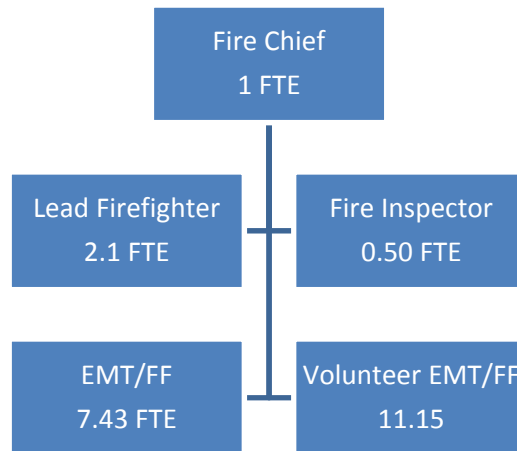 Fire Chief
1 FTE
Lead Firefighter
2.1 FTE
Fire Inspector
0.50 FTE
EMT/FF
7.43 FTE
Volunteer EMT/FF
11.15